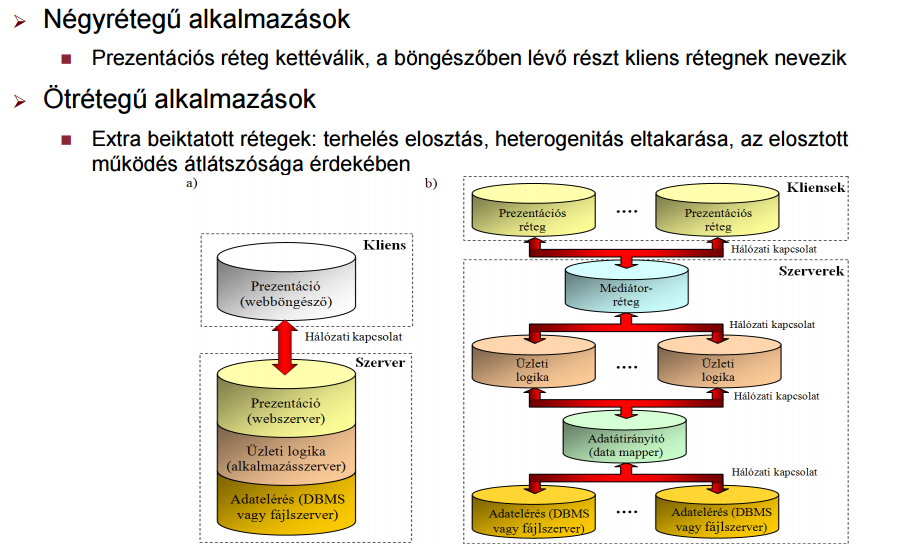 Négyrétegű alkalmazások
Prezentációs réteg kettéválik, a böngészőben lévő részt kliens rétegnek nevezik
Ötrétegű alkalmazások
Extra beiktatott rétegek: terhelés elosztás, heterogenitás eltakarása, az elosztott
működés átlátszósága érdekében
a)
Kliens
Prezentáció
(webböngésző)
Hálózati kapcsolat
Szerver
Prezentáció
(webszerver)
Üzleti logika
(alkalmazásszerver)
Adatelérés (DBMS
vagy fájlszerver)
b)
Kliensek
Prezentációs
réteg
....
Prezentációs
réteg
Hálózati kapcsolat
Szerverek
Mediátor-
réteg
Hálózati kapcsolat
Üzleti
logika
....
Üzleti
logika
Hálózati kapcsolat
Adatátirányító
(data mapper)
Hálózati kapcsolat
Adatelérés (DBMS
vagy fájlszerver)
....
Adatelérés (DBMS
vagy fájlszerver)